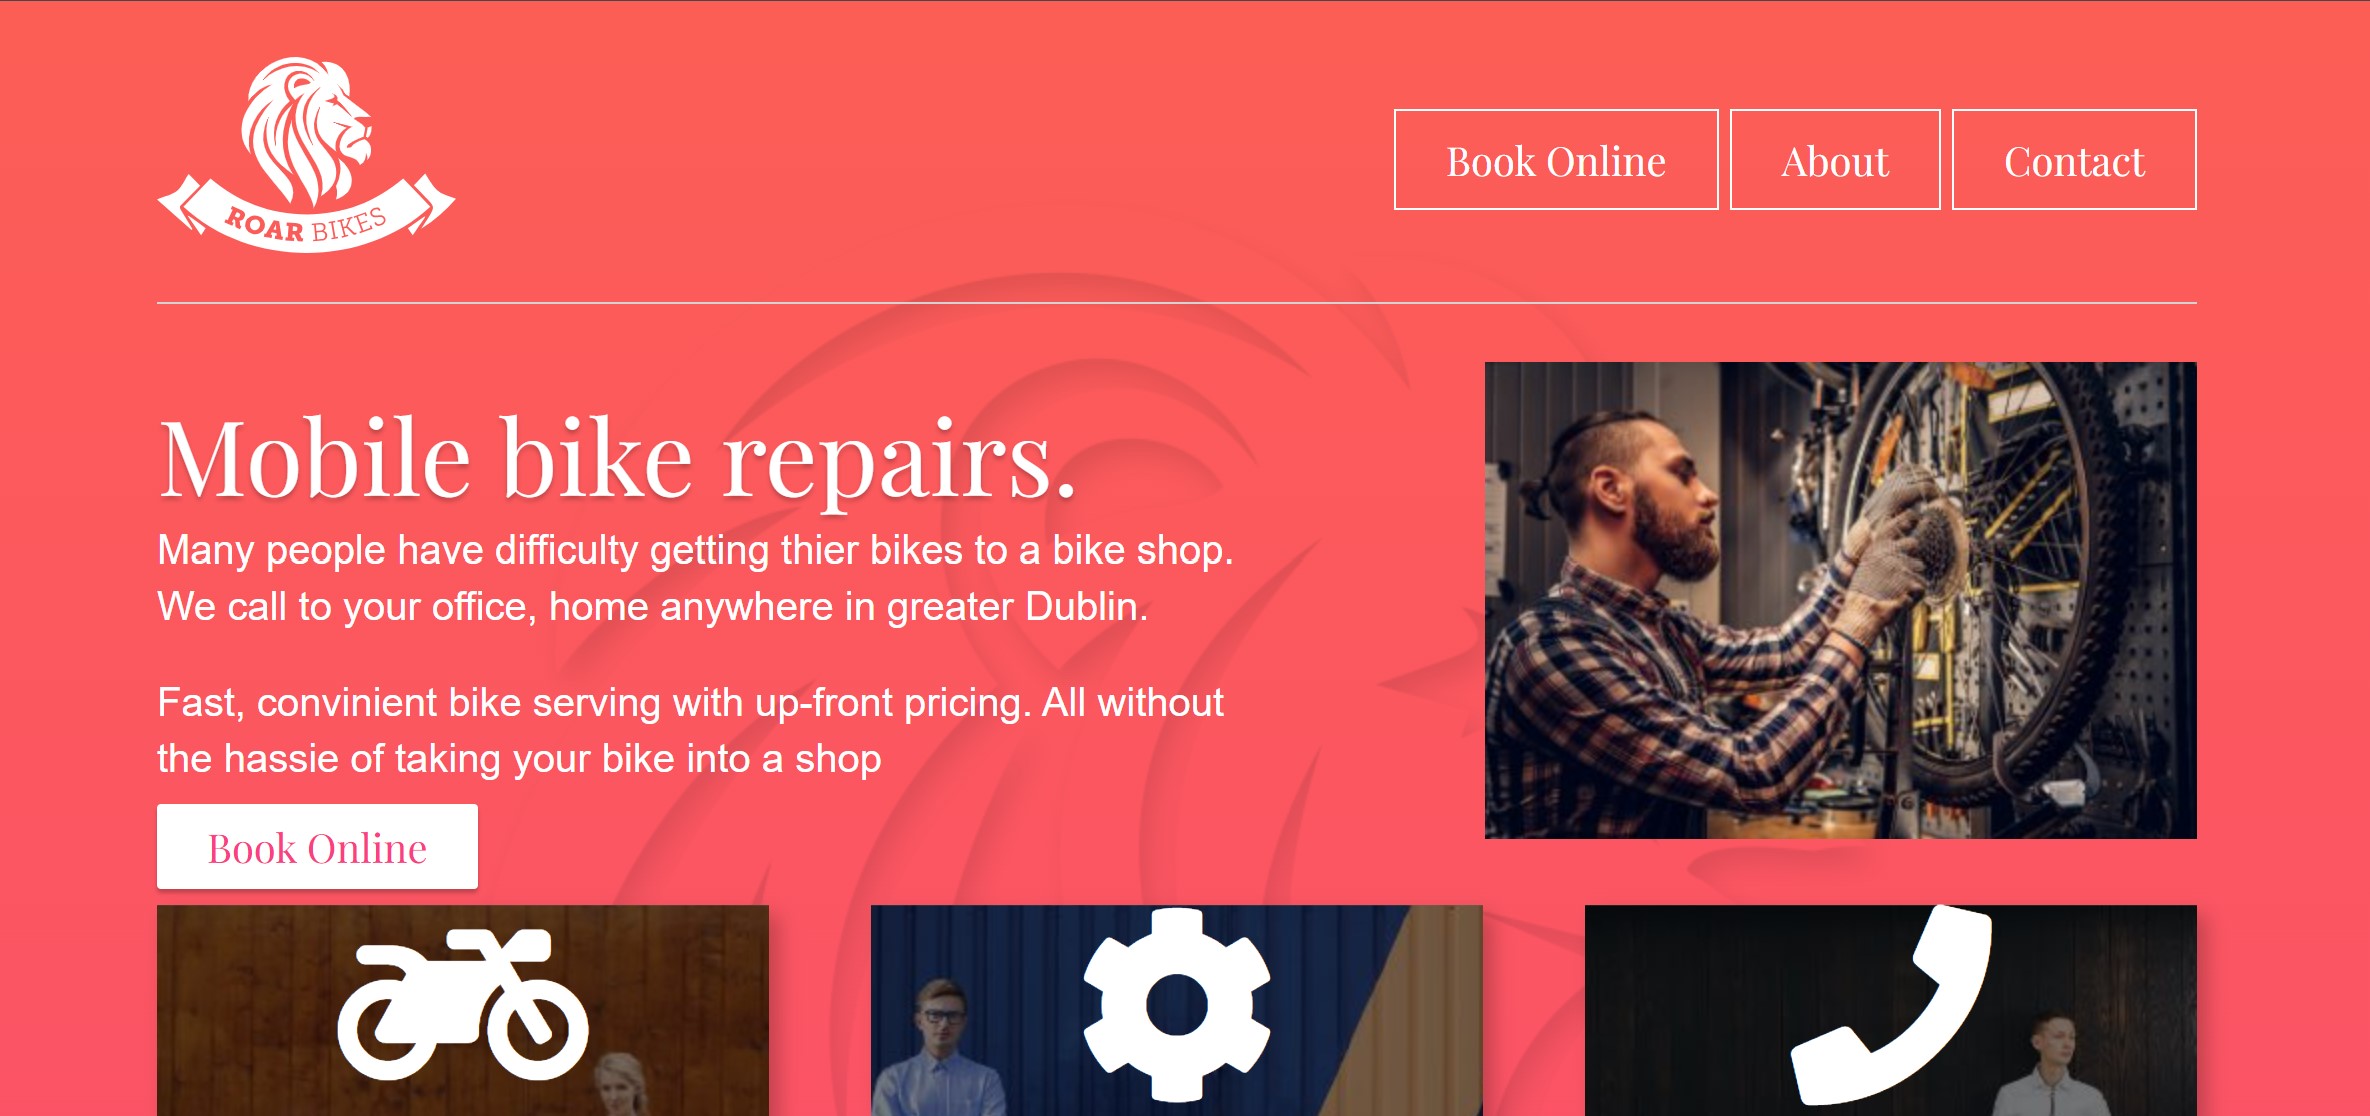 ROAR BIKES
Book Online
About
Contact
Mobile bike repairs.
Many people have difficulty getting thier bikes to a bike shop.
We call to your office, home anywhere in greater Dublin.
Fast, convinient bike serving with up-front pricing. All without
the hassie of taking your bike into a shop
Book Online